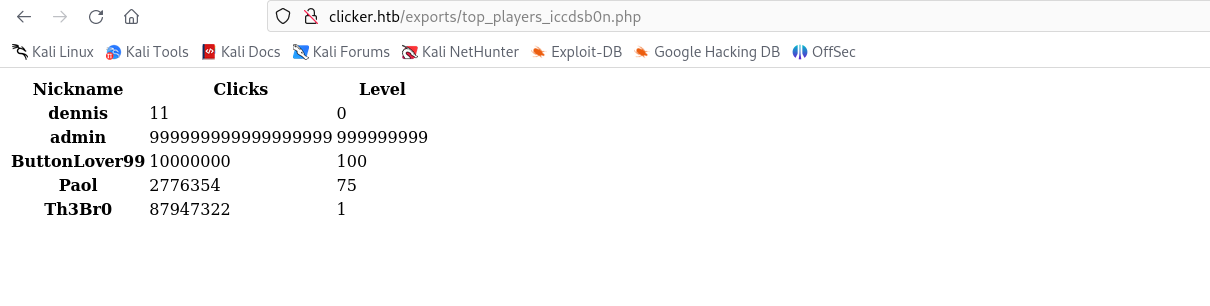 clicker.htb/exports/top_players_iccdsb0n.php
Kali Linux Kali Tools Kali Docs Kali Forums Kali NetHunter Exploit-DB Google Hacking DB OffSec
Nickname Clicks Level
dennis 11 0
admin 999999999999999999 999999999
ButtonLover99 10000000 100
Paol 2776354 75
Th3Br0 87947322 1